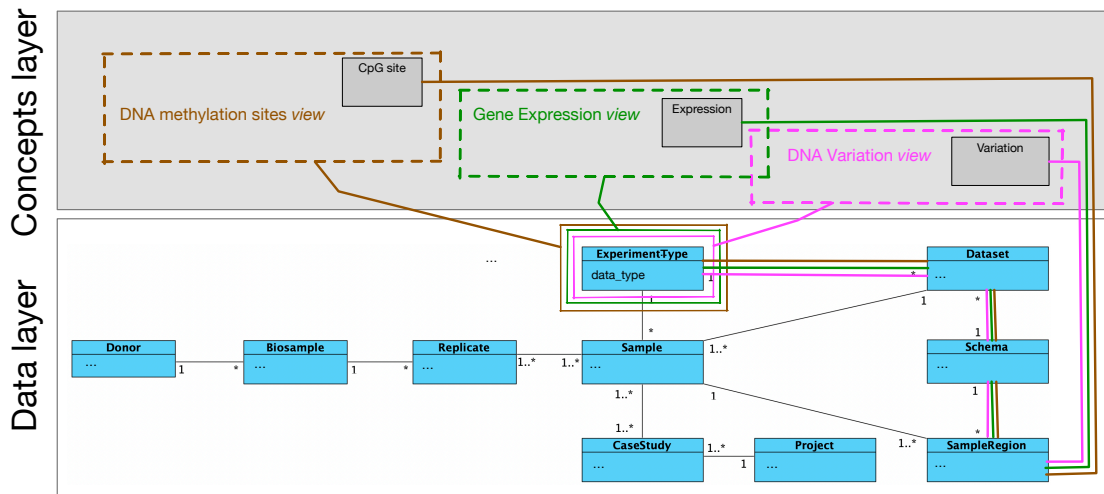 Concepts layer
CpG site
DNA methylation sites view
Gene Expression view
Expression
DNA Variation view
Variation
Data layer
...
ExperimentType
data_type
1
*
Dataset
...
1
*
1
*
1
Donor
...
1
*
Biosample
...
1
*
Replicate
...
1..*
1..*
Sample
...
1..*
1
Schema
...
1
*
1..*
1..*
1..*
CaseStudy
...
1..*
1
Project
...
SampleRegion
...